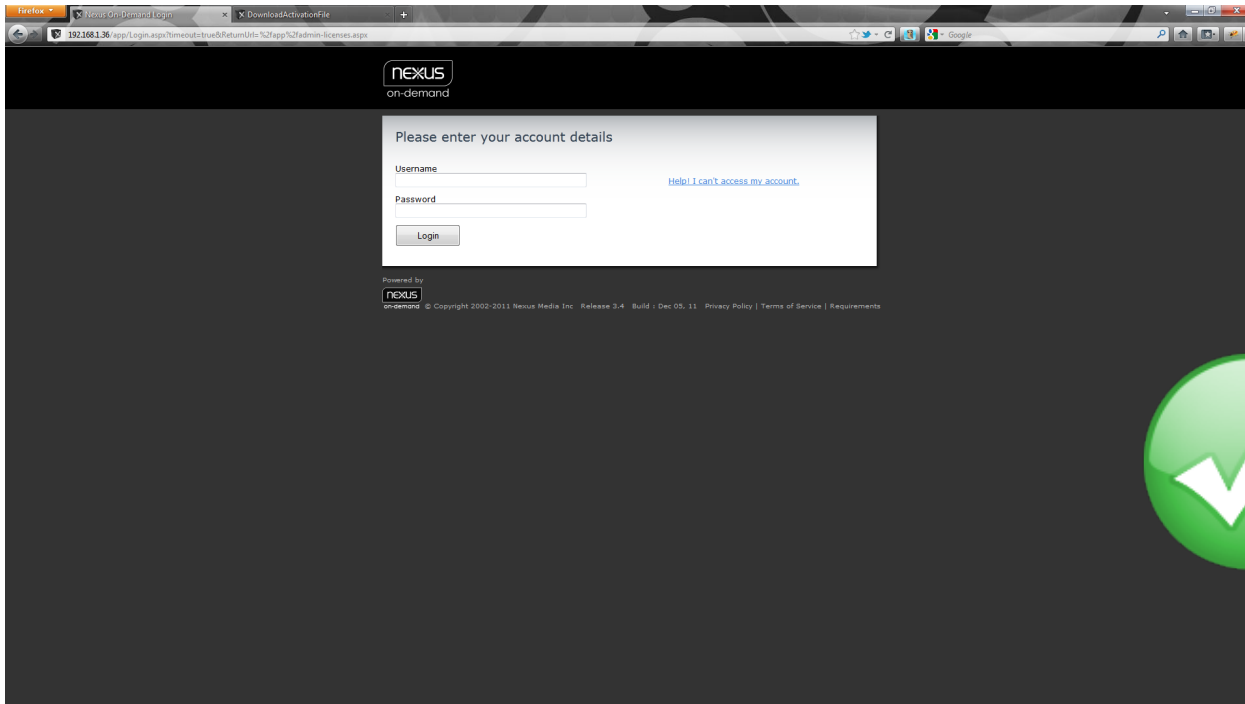 Firefox
Nexus On-Demand Login
DownloadActivationFile
192.168.1.36/app/Login.aspx?timeout=true&ReturnUrl=%2fapp%2fadmin-licenses.aspx
Google
nexus
on-demand
Please enter your account details
Username
Help! I can't access my account.
Password
Login
Powered by
nexus
on-demand © Copyright 2002-2011 Nexus Media Inc Release 3.4 Build : Dec 05, 11 Privacy Policy | Terms of Service | Requirements